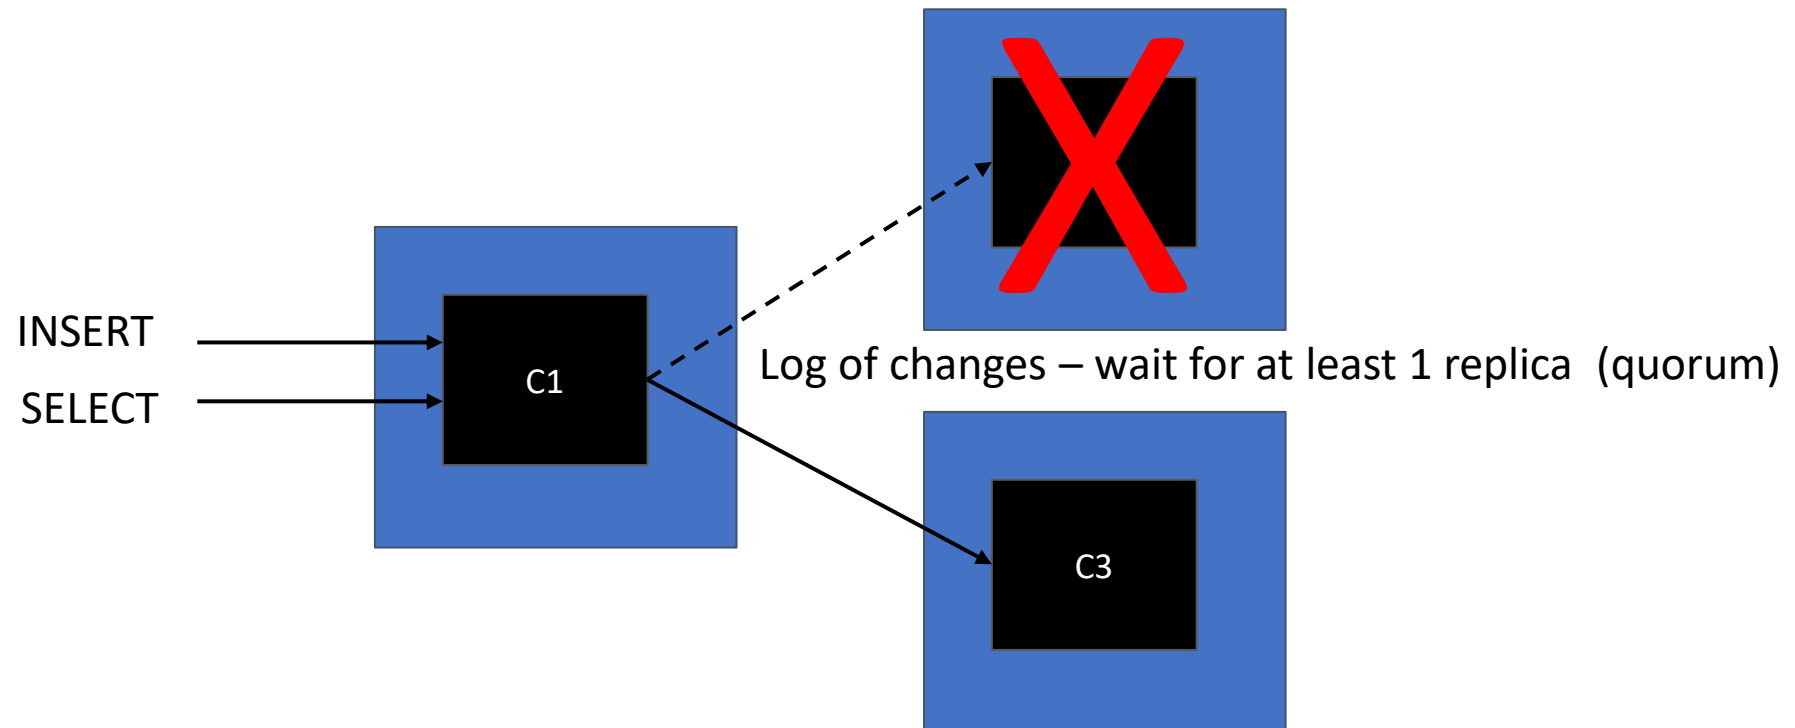 INSERT
SELECT
C1
Log of changes – wait for at least 1 replica  (quorum)
C3